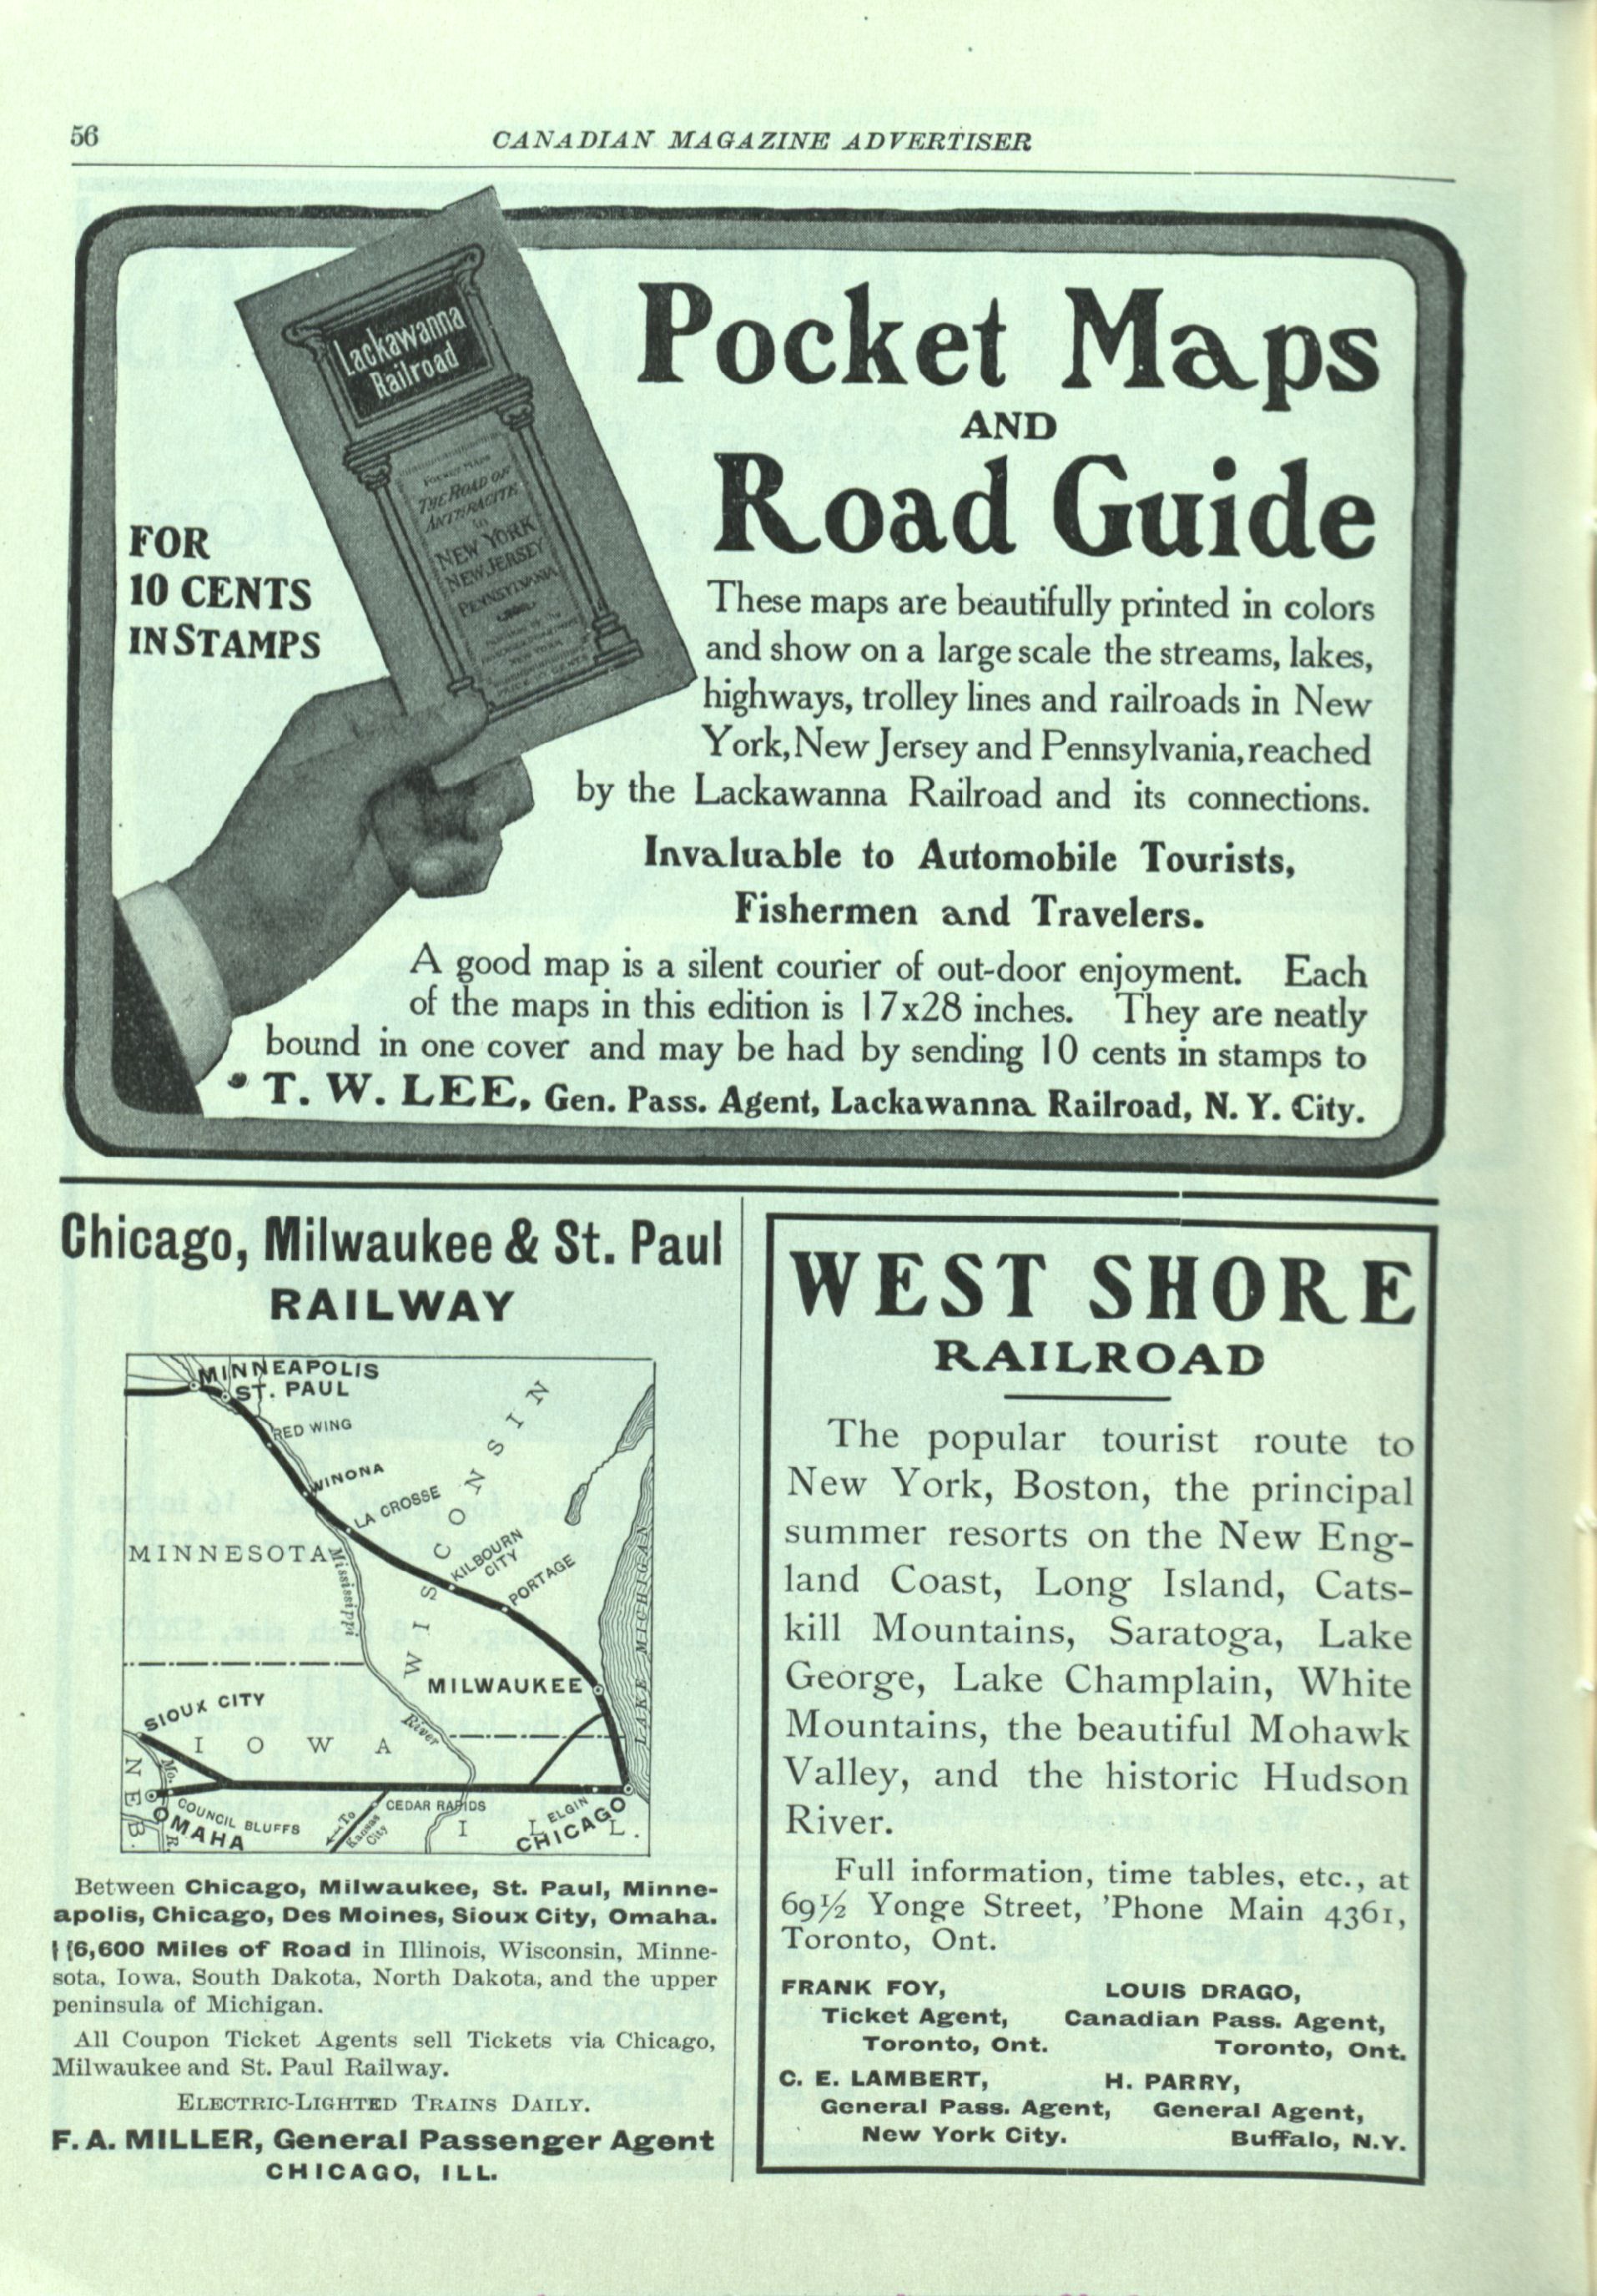 56
CANADIAN MAGAZINE ADVERTISER
Lackawanna
Railroad
POCKET MAPS
THE ROAD OF
ANTHRACITE
in
NEW YORK
NEW JERSEY
PENNSYLVANIA
NEW YORK
FOR
10 CENTS
IN STAMPS
Pocket Maps
AND
Road Guide
These maps are beautifully printed in colors
and show on a large scale the streams, lakes,
highways, trolley lines and railroads in New
York, New Jersey and Pennsylvania, reached
by the Lackawanna Railroad and its connections.
Invaluable to Automobile Tourists,
Fishermen and Travelers.
A good map is a silent courier of out-door enjoyment. Each
of the maps in this edition is 17x28 inches. They are neatly
bound in one cover and may be had by sending 10 cents in stamps to
T. W. LEE, Gen. Pass. Agent, Lackawanna Railroad, N. Y. City.
Chicago, Milwaukee & St. Paul
RAILWAY
MINNEAPOLIS
ST. PAUL
RED WING
WINONA
LA CROSSE
WISCONSIN
KILBOURN
CITY
PORTAGE
MINNESOTA
Mississippi
River
LAKE MICHIGAN
MILWAUKEE
SIOUX CITY
IOWA
NEB.
Mo.
R.
COUNCIL BLUFFS
OMAHA
To
Kansas
City
CEDAR RAPIDS
ELGIN
ILL.
CHICAGO
Between Chicago, Milwaukee, St. Paul, Minne-
apolis, Chicago, Des Moines, Sioux City, Omaha.
6,600 Miles of Road in Illinois, Wisconsin, Minne-
sota, Iowa, South Dakota, North Dakota, and the upper
peninsula of Michigan.
All Coupon Ticket Agents sell Tickets via Chicago,
Milwaukee and St. Paul Railway.
ELECTRIC-LIGHTED TRAINS DAILY.
F. A. MILLER, General Passenger Agent
CHICAGO, ILL.
WEST SHORE
RAILROAD
The popular tourist route to
New York, Boston, the principal
summer resorts on the New Eng-
land Coast, Long Island, Cats-
kill Mountains, Saratoga, Lake
George, Lake Champlain, White
Mountains, the beautiful Mohawk
Valley, and the historic Hudson
River.
Full information, time tables, etc., at
69½ Yonge Street, 'Phone Main 4361,
Toronto, Ont.
FRANK FOY,
Ticket Agent,
Toronto, Ont.
LOUIS DRAGO,
Canadian Pass. Agent,
Toronto, Ont.
C. E. LAMBERT,
General Pass. Agent,
New York City.
H. PARRY,
General Agent,
Buffalo, N.Y.